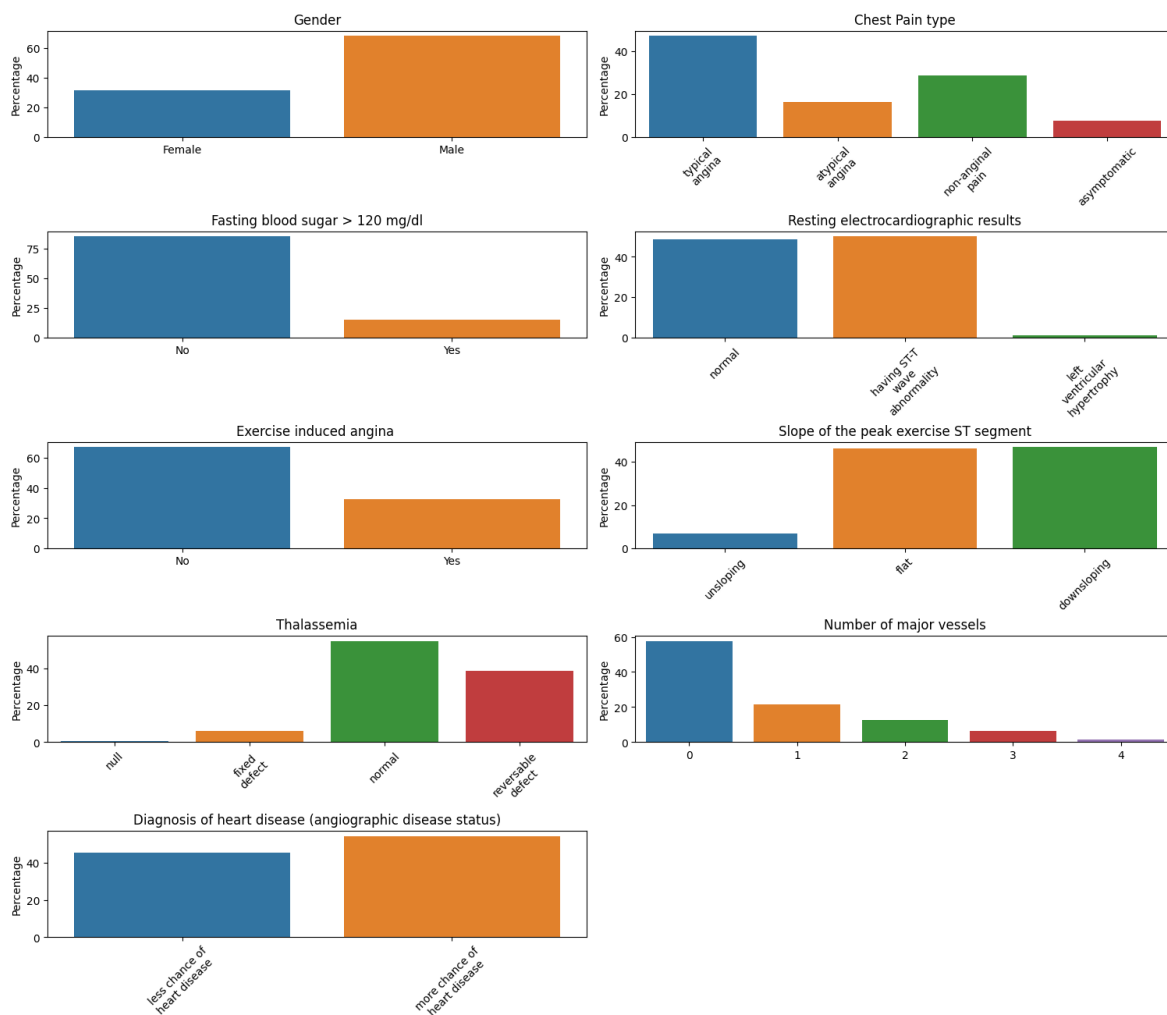 Gender
Percentage
60
40
20
0
Female
Male
Chest Pain type
Percentage
40
20
0
typical
angina
atypical
angina
non-anginal
pain
asymptomatic
Fasting blood sugar > 120 mg/dl
Percentage
75
50
25
0
No
Yes
Resting electrocardiographic results
Percentage
40
20
0
normal
having ST-T
wave
abnormality
left
ventricular
hypertrophy
Exercise induced angina
Percentage
60
40
20
0
No
Yes
Slope of the peak exercise ST segment
Percentage
40
20
0
unsloping
flat
downsloping
Thalassemia
Percentage
40
20
0
null
fixed
defect
normal
reversable
defect
Number of major vessels
Percentage
60
40
20
0
0
1
2
3
4
Diagnosis of heart disease (angiographic disease status)
Percentage
40
20
0
less chance of
heart disease
more chance of
heart disease